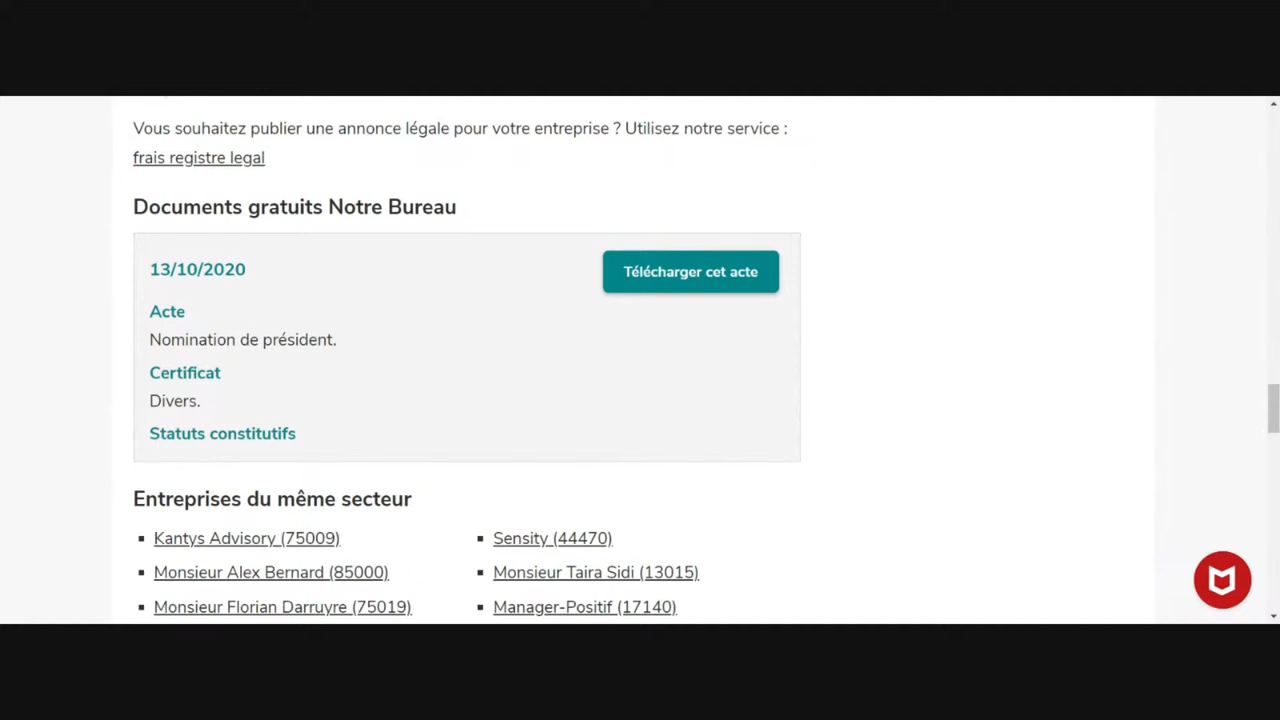 Vous souhaitez publier une annonce légale pour votre entreprise ? Utilisez notre service :
frais registre legal
Documents gratuits Notre Bureau
13/10/2020
Télécharger cet acte
Acte
Nomination de président.
Certificat
Divers.
Statuts constitutifs
Entreprises du même secteur
▪ Kantys Advisory (75009)
▪ Sensity (44470)
▪ Monsieur Alex Bernard (85000)
▪ Monsieur Taira Sidi (13015)
▪ Monsieur Florian Darruyre (75019)
▪ Manager-Positif (17140)